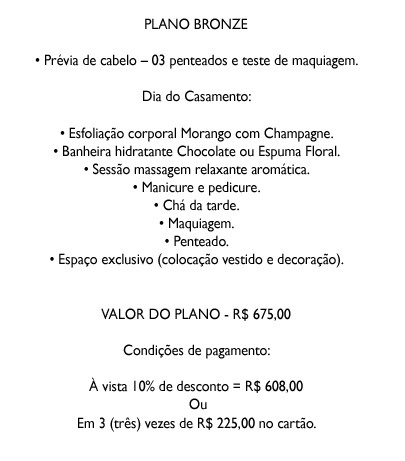 PLANO BRONZE
• Prévia de cabelo – 03 penteados e teste de maquiagem.
Dia do Casamento:
• Esfoliação corporal Morango com Champagne.
• Banheira hidratante Chocolate ou Espuma Floral.
• Sessão massagem relaxante aromática.
• Manicure e pedicure.
• Chá da tarde.
• Maquiagem.
• Penteado.
• Espaço exclusivo (colocação vestido e decoração).
VALOR DO PLANO - R$ 675,00
Condições de pagamento:
À vista 10% de desconto = R$ 608,00
Ou
Em 3 (três) vezes de R$ 225,00 no cartão.